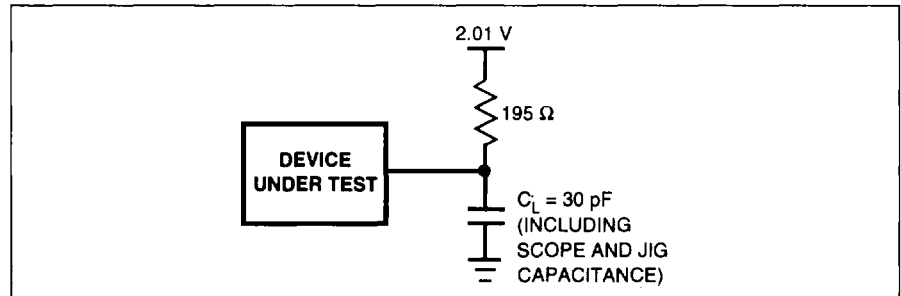 2.01 V
195 Ω
DEVICE
UNDER TEST
C_L = 30 pF
(INCLUDING
SCOPE AND JIG
CAPACITANCE)